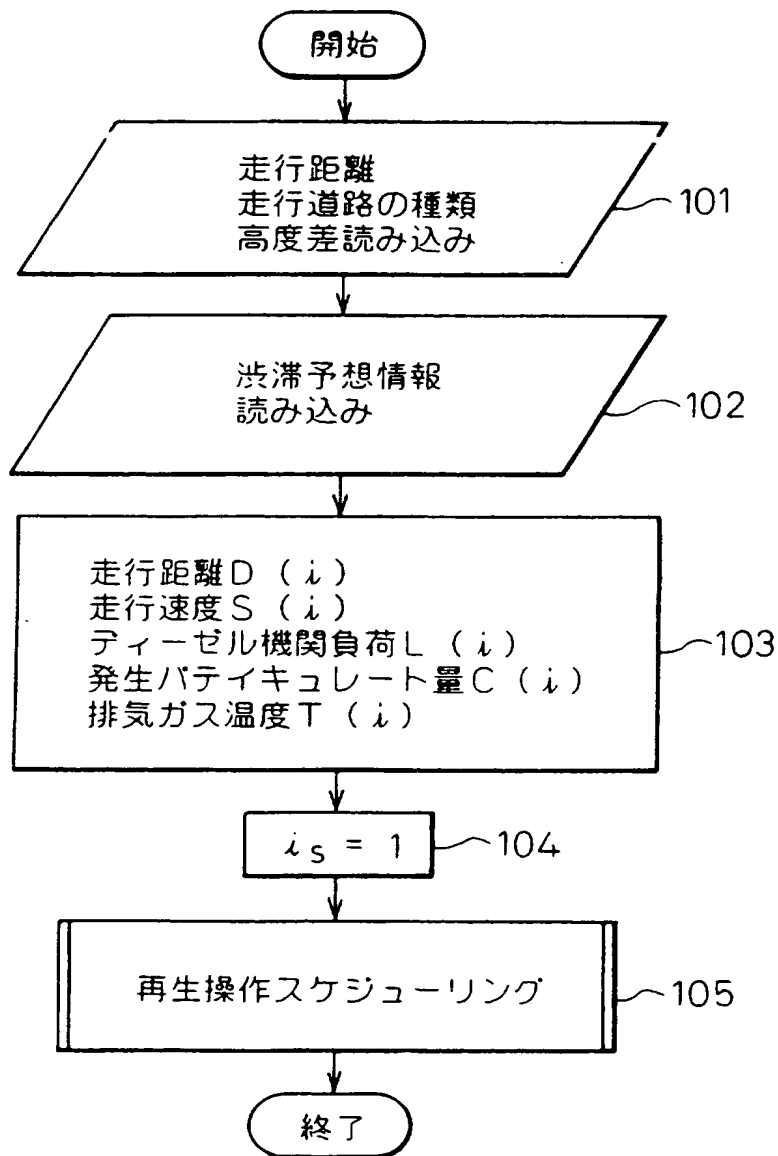 開始
走行距離
走行道路の種類
高度差読み込み
101
渋滞予想情報
読み込み
102
走行距離D (i)
走行速度S (i)
ディーゼル機関負荷L (i)
発生パテイキュレート量C (i)
排気ガス温度T (i)
103
iS = 1
104
再生操作スケジューリング
105
終了